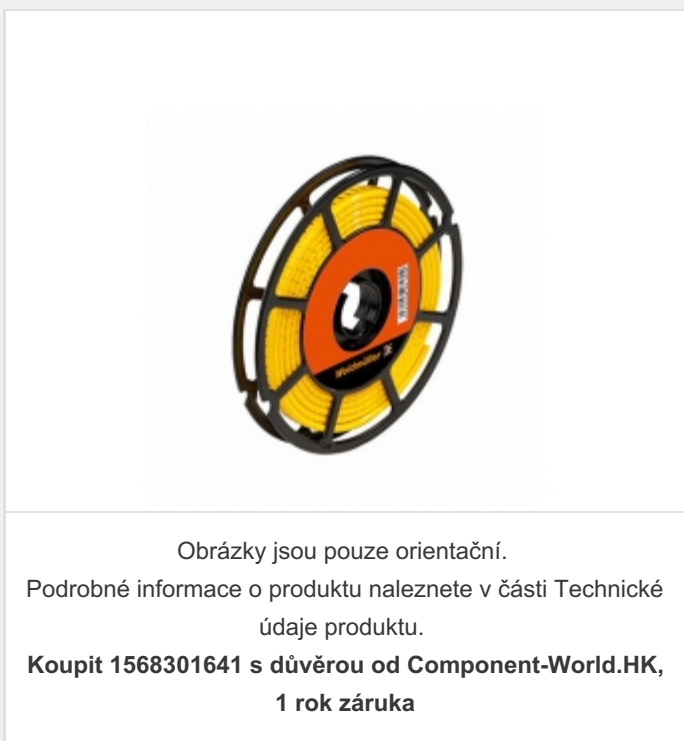 Weidmüller
Obrázky jsou pouze orientační.
Podrobné informace o produktu naleznete v části Technické
údaje produktu.
Koupit 1568301641 s důvěrou od Component-World.HK,
1 rok záruka